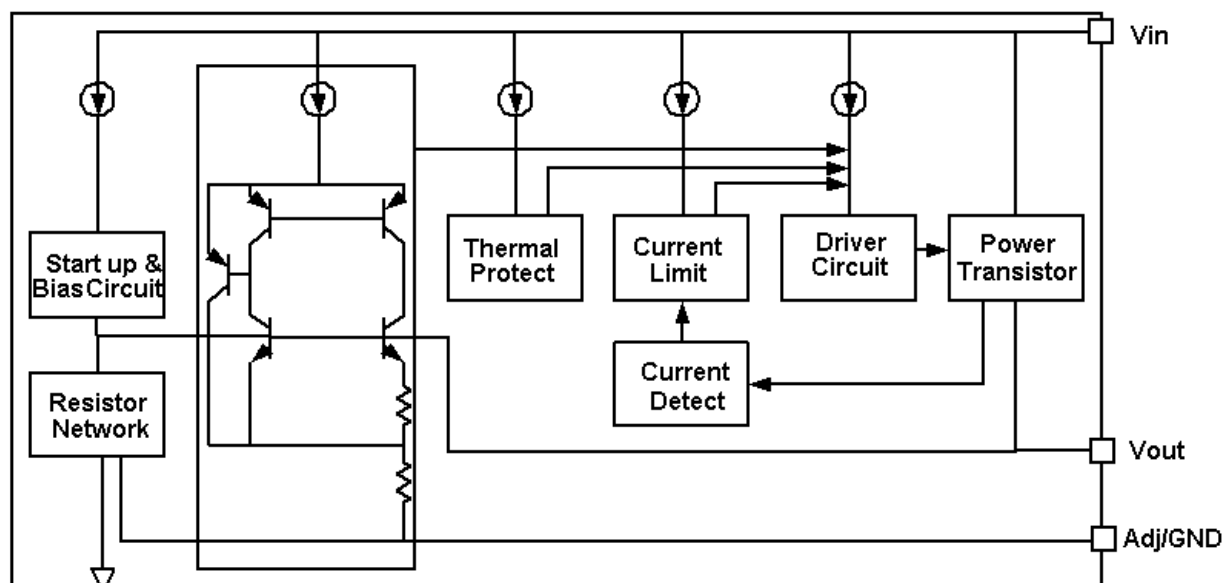 Vin
Start up &
Bias Circuit
Thermal
Protect
Current
Limit
Driver
Circuit
Power
Transistor
Resistor
Network
Current
Detect
Vout
Adj/GND